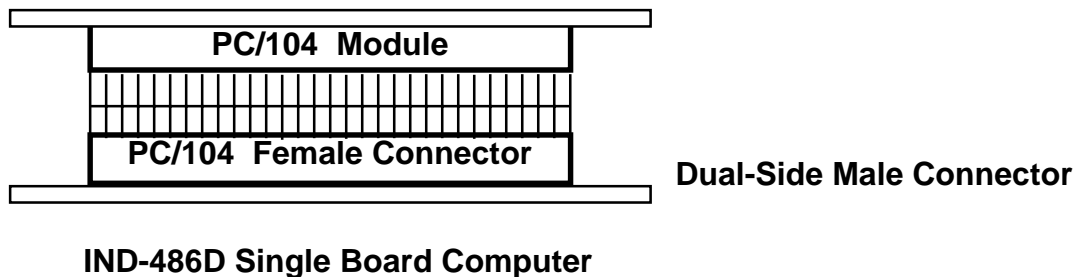 PC/104 Module
PC/104 Female Connector
Dual-Side Male Connector
IND-486D Single Board Computer